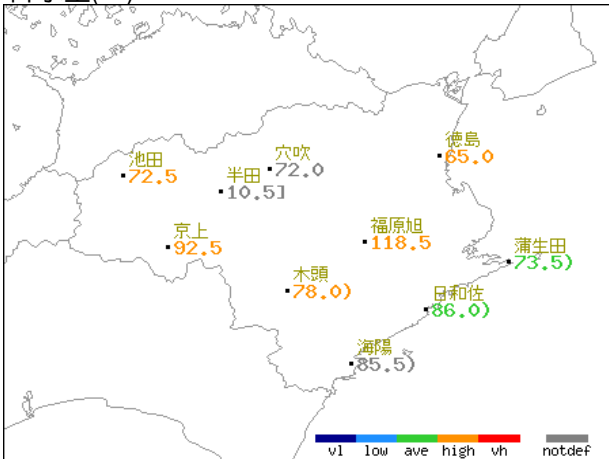 徳島
65.0
池田
72.5
穴吹
72.0
半田
10.5]
京上
92.5
福原旭
118.5
蒲生田
73.5)
木頭
78.0)
日和佐
86.0)
海陽
85.5)
vl low ave high vh notdef